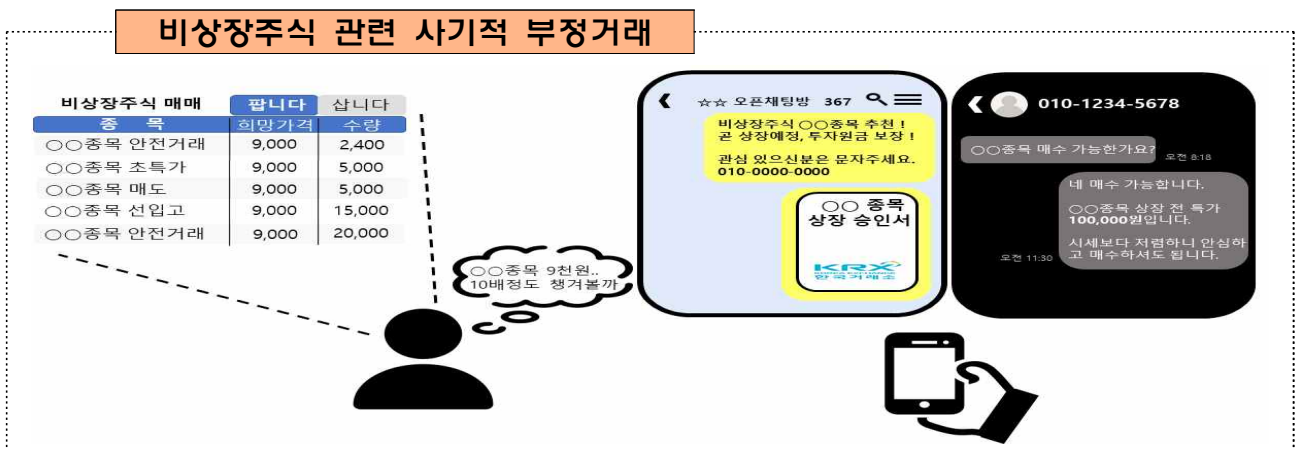 비상장주식 관련 사기적 부정거래
비상장주식 매매 팝니다 삽니다
종 목 희망가격 수량
○○종목 안전거래 9,000 2,400
○○종목 초특가 9,000 5,000
○○종목 매도 9,000 5,000
○○종목 선입고 9,000 15,000
○○종목 안전거래 9,000 20,000
○○종목 9천원..
10배정도 챙겨볼까
☆☆ 오픈채팅방 367
비상장주식 ○○종목 추천 !
곧 상장예정, 투자원금 보장 !
관심 있으신분은 문자주세요.
010-0000-0000
○○ 종목
상장 승인서
KRX
KOREA EXCHANGE
한국거래소
010-1234-5678
○○종목 매수 가능한가요?
오전 8:18
네 매수 가능합니다.
○○종목 상장 전 특가
100,000원입니다.
시세보다 저렴하니 안심하
고 매수하셔도 됩니다.
오전 11:30